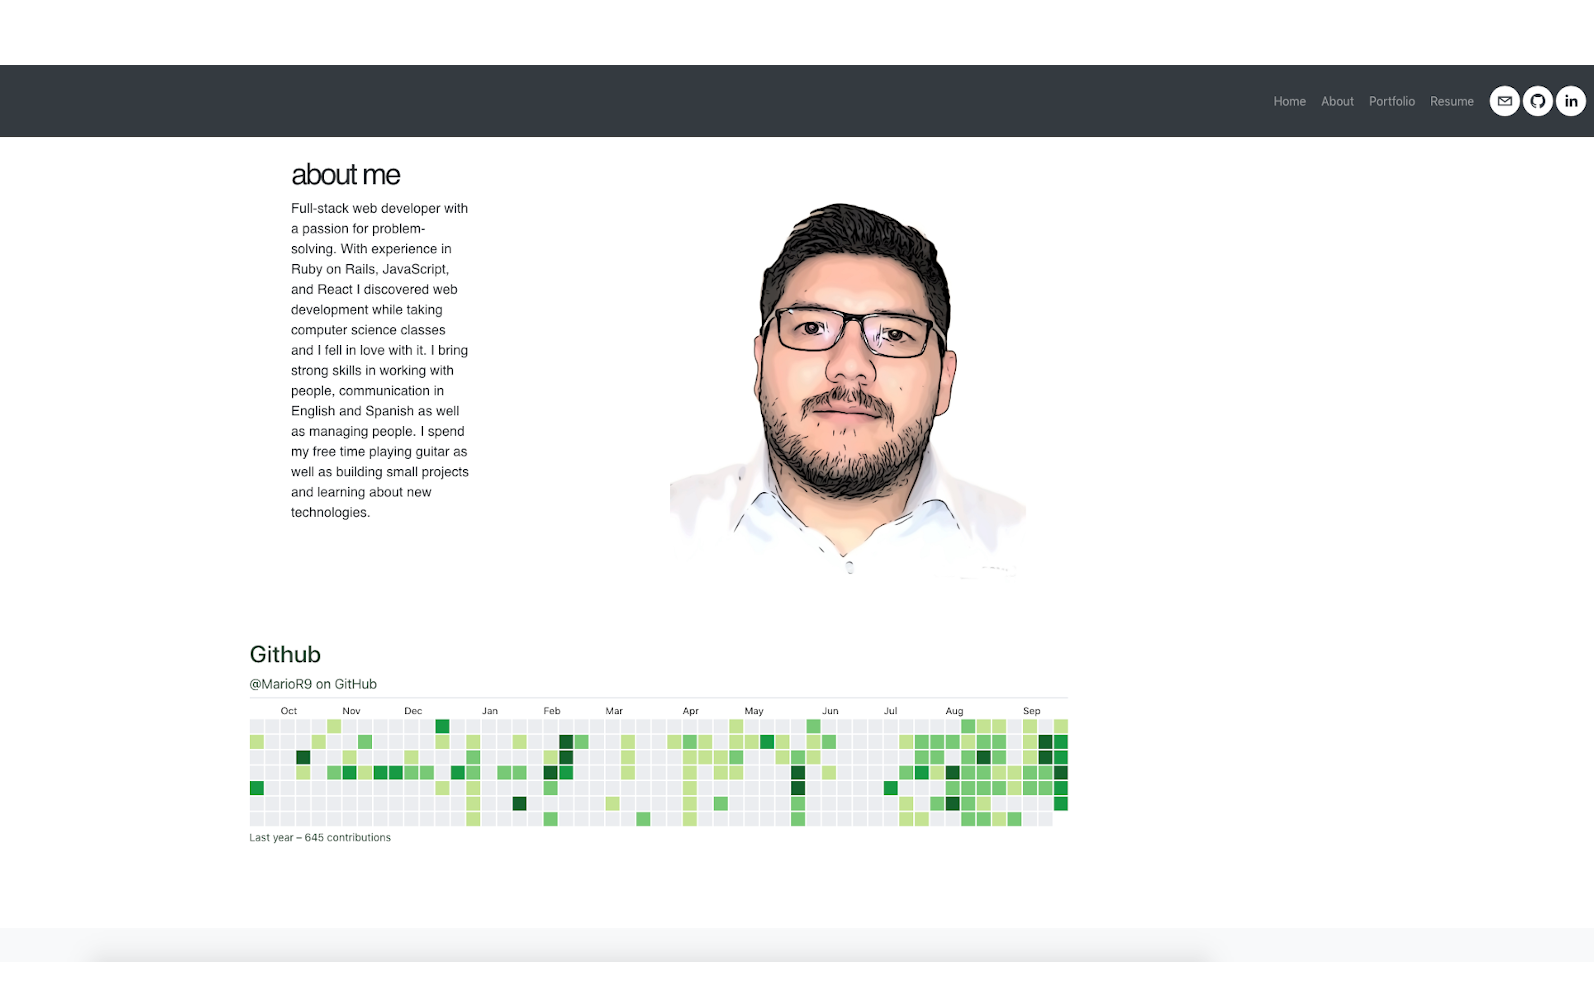 Home About Portfolio Resume in
about me
Full-stack web developer with
a passion for problem-
solving. With experience in
Ruby on Rails, JavaScript,
and React I discovered web
development while taking
computer science classes
and I fell in love with it. I bring
strong skills in working with
people, communication in
English and Spanish as well
as managing people. I spend
my free time playing guitar as
well as building small projects
and learning about new
technologies.
Github
@MarioR9 on GitHub
Oct Nov Dec Jan Feb Mar Apr May Jun Jul Aug Sep
Last year – 645 contributions